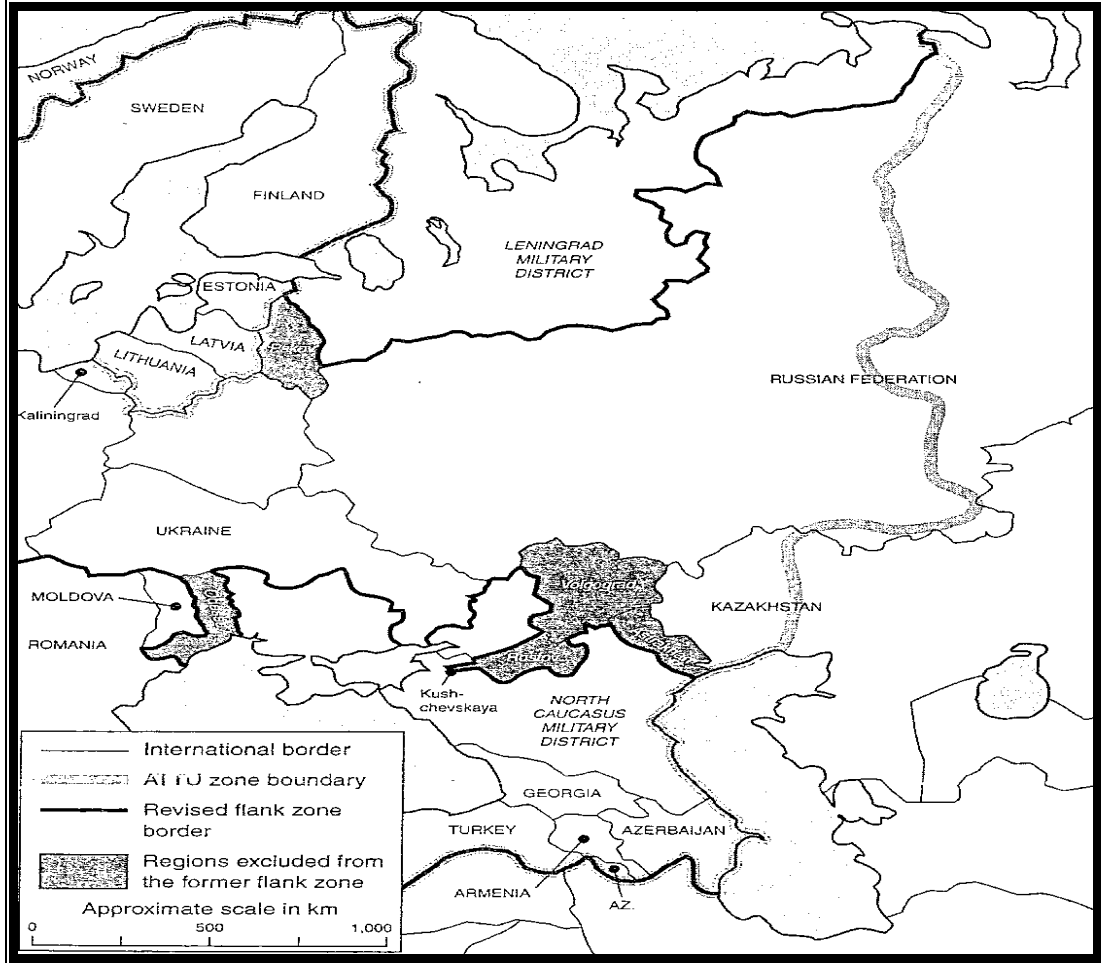 NORWAY
SWEDEN
FINLAND
LENINGRAD
MILITARY
DISTRICT
ESTONIA
LATVIA
LITHUANIA
Kaliningrad
RUSSIAN FEDERATION
UKRAINE
Volgograd
MOLDOVA
KAZAKHSTAN
ROMANIA
Kush-
chevskaya
NORTH
CAUCASUS
MILITARY
DISTRICT
GEORGIA
TURKEY
AZERBAIJAN
ARMENIA
AZ.
International border
ATTU zone boundary
Revised flank zone
border
Regions excluded from
the former flank zone
Approximate scale in km
0
500
1,000